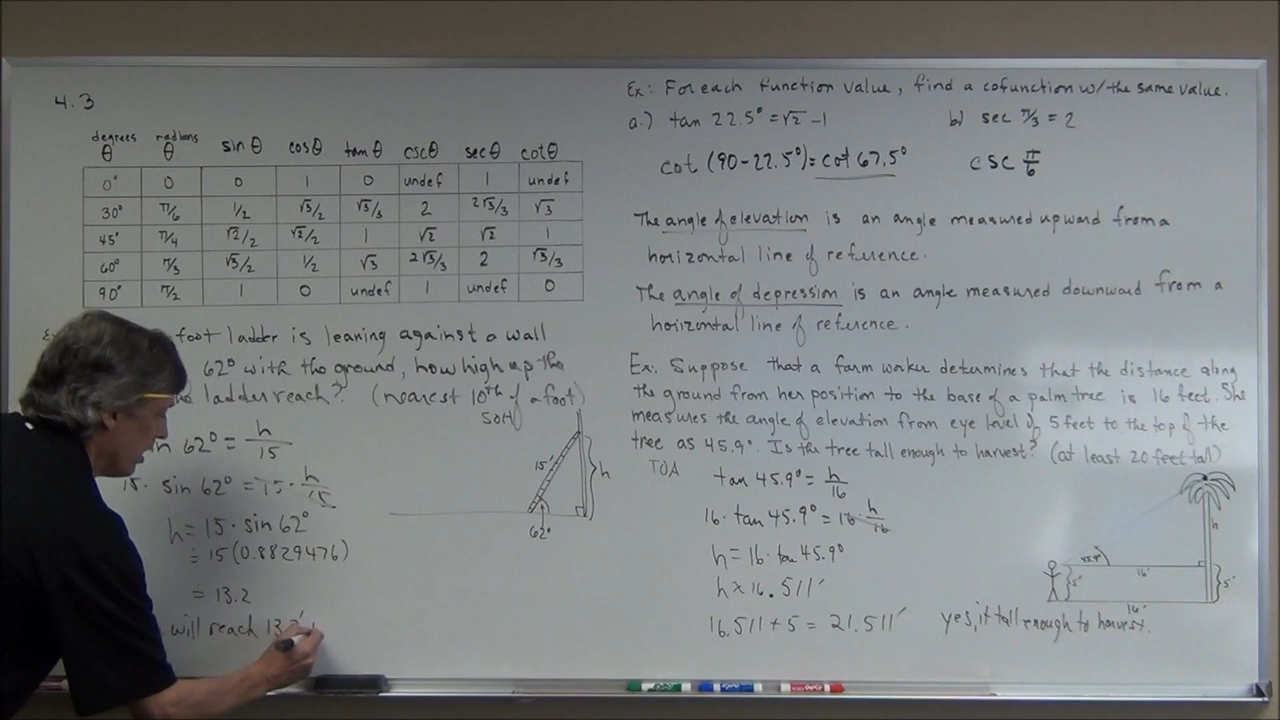 4.3
degrees θ radians θ sin θ cos θ tan θ csc θ sec θ cot θ
0° 0 0 1 0 undef 1 undef
30° π/6 1/2 √3/2 √3/3 2 2√3/3 √3
45° π/4 √2/2 √2/2 1 √2 √2 1
60° π/3 √3/2 1/2 √3 2√3/3 2 √3/3
90° π/2 1 0 undef 1 undef 0
foot ladder is leaning against a wall
62° with the ground, how high up the
ladder reach? (nearest 10th of a foot)
SOH
62° = h/15
15 · sin 62° = 15 · h/15
h = 15 · sin 62°
≐ 15(0.8829476)
≐ 13.2
will reach 13.2'
15'
h
62°
Ex: For each function value, find a cofunction w/ the same value.
a.) tan 22.5° = √2 - 1
b) sec π/3 = 2
cot (90-22.5°) = cot 67.5°
csc π/6
The angle of elevation is an angle measured upward from a
horizontal line of reference.
The angle of depression is an angle measured downward from a
horizontal line of reference.
Ex: Suppose that a farm worker determines that the distance along
the ground from her position to the base of a palm tree is 16 feet. She
measures the angle of elevation from eye level of 5 feet to the top of the
tree as 45.9°. Is the tree tall enough to harvest? (at least 20 feet tall)
TOA
tan 45.9° = h/16
16 · tan 45.9° = 16 · h/16
h = 16 · tan 45.9°
h ≈ 16.511'
16.511 + 5 = 21.511'
yes, it tall enough to harvest.
h
45.9°
16'
5'
5'
16'